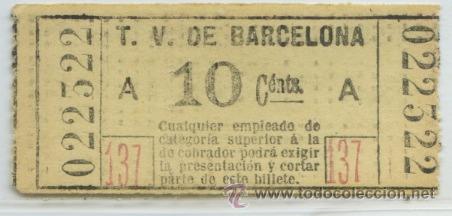 022522
T. V. DE BARCELONA
A 10 Cénts. A
137
Cualquier empleado de
categoría superior á la
de cobrador podrá exigir
la presentación y cortar
parte de este billete.
137
022522
todocoleccion.net